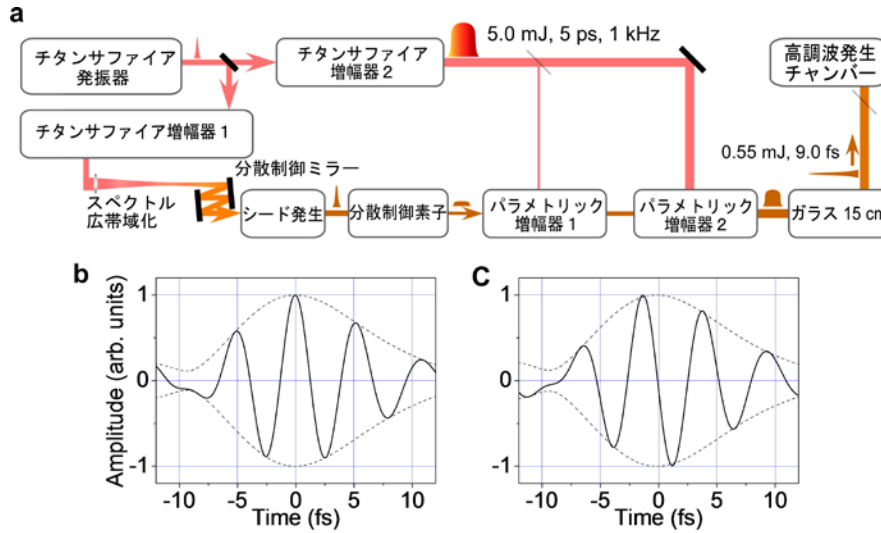 a
チタンサファイア
発振器
チタンサファイア
増幅器2
5.0 mJ, 5 ps, 1 kHz
高調波発生
チャンバー
チタンサファイア増幅器 1
0.55 mJ, 9.0 fs
分散制御ミラー
スペクトル
広帯域化
シード発生
分散制御素子
パラメトリック
増幅器 1
パラメトリック
増幅器 2
ガラス 15 cm
b
Amplitude (arb. units)
1
0
-1
-10
-5
0
5
10
Time (fs)
C
1
0
-1
-10
-5
0
5
10
Time (fs)